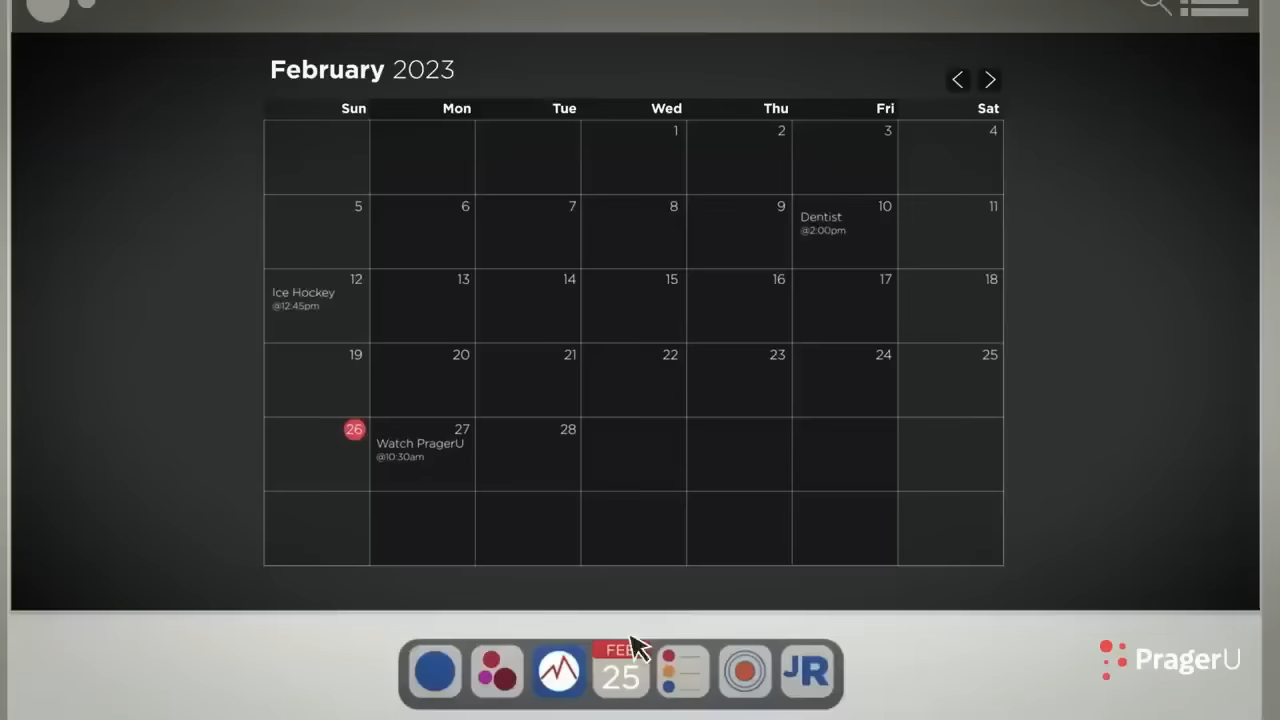 February 2023
Sun Mon Tue Wed Thu Fri Sat
1 2 3 4
5 6 7 8 9 10 11
Dentist
@2:00pm
12 13 14 15 16 17 18
Ice Hockey
@12:45pm
19 20 21 22 23 24 25
26 27 28
Watch PragerU
@10:30am
FEB
25
JR
PragerU